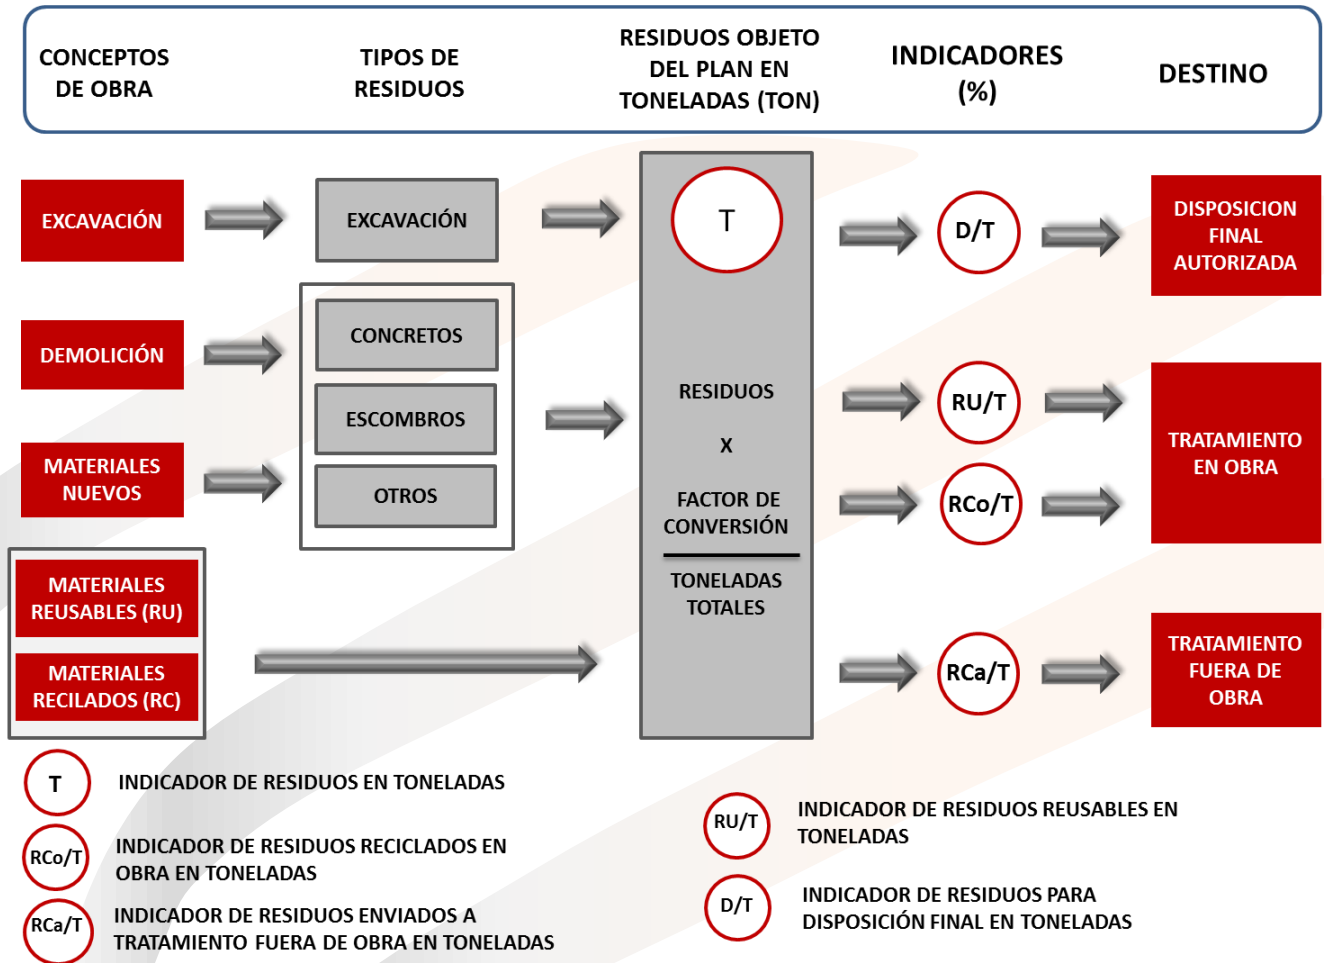 CONCEPTOS
DE OBRA
TIPOS DE
RESIDUOS
RESIDUOS OBJETO
DEL PLAN EN
TONELADAS (TON)
INDICADORES
(%)
DESTINO
EXCAVACIÓN
EXCAVACIÓN
T
D/T
DISPOSICION
FINAL
AUTORIZADA
DEMOLICIÓN
CONCRETOS
ESCOMBROS
OTROS
MATERIALES
NUEVOS
RESIDUOS
X
FACTOR DE
CONVERSIÓN
TONELADAS
TOTALES
RU/T
RCo/T
TRATAMIENTO
EN OBRA
MATERIALES
REUSABLES (RU)
MATERIALES
RECILADOS (RC)
RCa/T
TRATAMIENTO
FUERA DE
OBRA
T
INDICADOR DE RESIDUOS EN TONELADAS
RCo/T
INDICADOR DE RESIDUOS RECICLADOS EN
OBRA EN TONELADAS
RCa/T
INDICADOR DE RESIDUOS ENVIADOS A
TRATAMIENTO FUERA DE OBRA EN TONELADAS
RU/T
INDICADOR DE RESIDUOS REUSABLES EN
TONELADAS
D/T
INDICADOR DE RESIDUOS PARA
DISPOSICIÓN FINAL EN TONELADAS